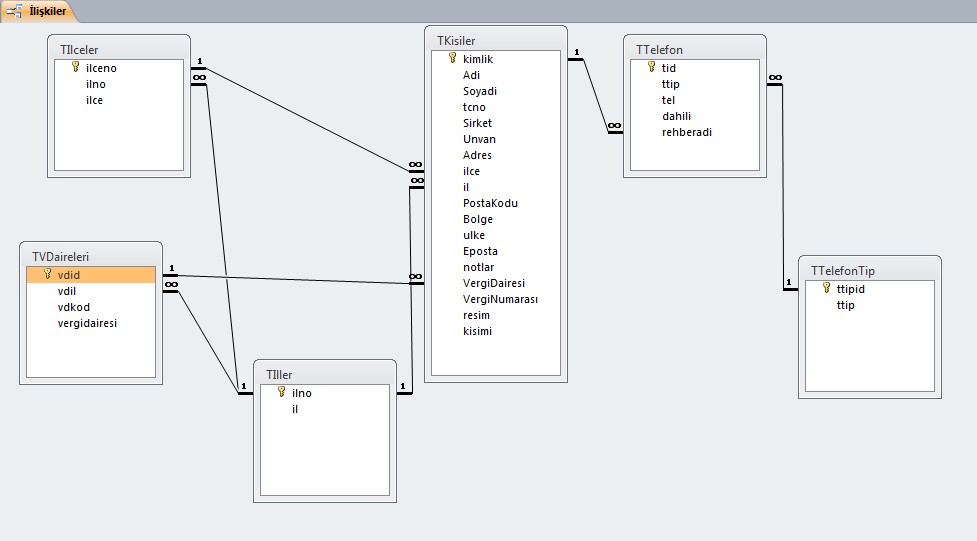 İlişkiler
TIlceler
ilceno
ilno
ilce
1
∞
TKisiler
kimlik
Adi
Soyadi
tcno
Sirket
Unvan
Adres
ilce
il
PostaKodu
Bolge
ulke
Eposta
notlar
VergiDairesi
VergiNumarası
resim
kisimi
∞
∞
∞
1
TTelefon
tid
ttip
tel
dahili
rehberadi
∞
∞
TVDaireleri
vdid
vdil
vdkod
vergidairesi
1
∞
TIller
ilno
il
1
1
TTelefonTip
ttipid
ttip
1